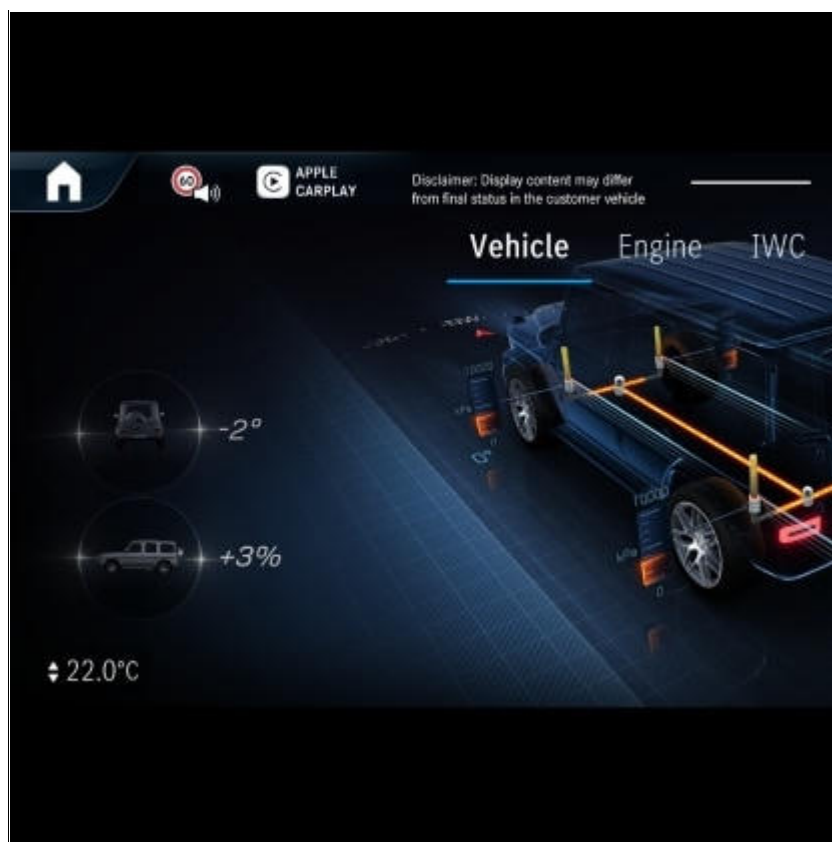 60
APPLE
CARPLAY
Disclaimer: Display content may differ
from final status in the customer vehicle
Vehicle
Engine
IWC
-2°
+3%
22.0°C